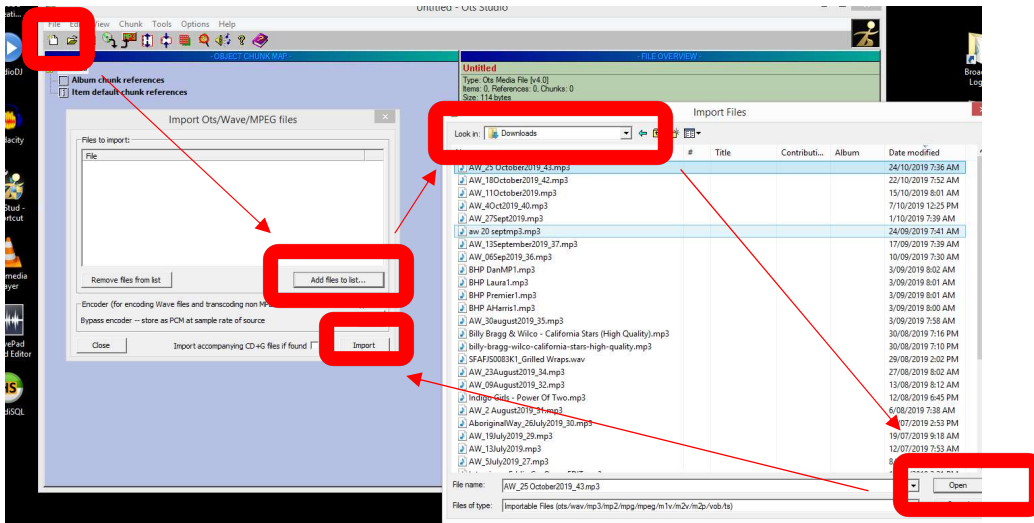 Untitled - Ots Studio
File Edit View Chunk Tools Options Help
- OBJECT CHUNK MAP -
- FILE OVERVIEW -
Album chunk references
Item default chunk references
Untitled
Type: Ots Media File [v4.0]
Items: 0, References: 0, Chunks: 0
Size: 114 bytes
Import Ots/Wave/MPEG files
Files to import:
File
Remove files from list
Add files to list...
Encoder (for encoding Wave files and transcoding non
Bypass encoder -- store as PCM at sample rate of source
Close
Import accompanying CD+G files if found
Import
Import Files
Look in:
Downloads
# Title Contributi... Album Date modified
AW_25 October2019_43.mp3 24/10/2019 7:36 AM
AW_18October2019_42.mp3 22/10/2019 7:52 AM
AW_11October2019.mp3 15/10/2019 8:01 AM
AW_4Oct2019_40.mp3 7/10/2019 12:25 PM
AW_27Sept2019.mp3 1/10/2019 7:39 AM
aw 20 septmp3.mp3 24/09/2019 7:41 AM
AW_13September2019_37.mp3 17/09/2019 7:39 AM
AW_06Sep2019_36.mp3 10/09/2019 7:30 AM
BHP DanMP1.mp3 3/09/2019 8:02 AM
BHP Laura1.mp3 3/09/2019 8:01 AM
BHP Premier1.mp3 3/09/2019 8:01 AM
BHP AHarris1.mp3 3/09/2019 8:00 AM
AW_30august2019_35.mp3 3/09/2019 7:58 AM
Billy Bragg & Wilco - California Stars (High Quality).mp3 30/08/2019 7:16 PM
billy-bragg-wilco-california-stars-high-quality.mp3 30/08/2019 7:10 PM
SFAFJS0083K1_Grilled Wraps.wav 29/08/2019 2:02 PM
AW_23August2019_34.mp3 27/08/2019 8:02 AM
AW_09August2019_32.mp3 13/08/2019 8:12 AM
Indigo Girls - Power Of Two.mp3 12/08/2019 6:45 PM
AW_2 August2019_31.mp3 6/08/2019 7:38 AM
AboriginalWay_26July2019_30.mp3 /07/2019 2:53 PM
AW_19July2019_29.mp3 19/07/2019 9:18 AM
AW_13July2019.mp3 12/07/2019 7:53 AM
AW_5July2019_27.mp3
File name:
AW_25 October2019_43.mp3
Open
Files of type:
Importable Files (ots/wav/mp3/mp2/mpg/mpeg/m1v/m2v/m2p/vob/ts)